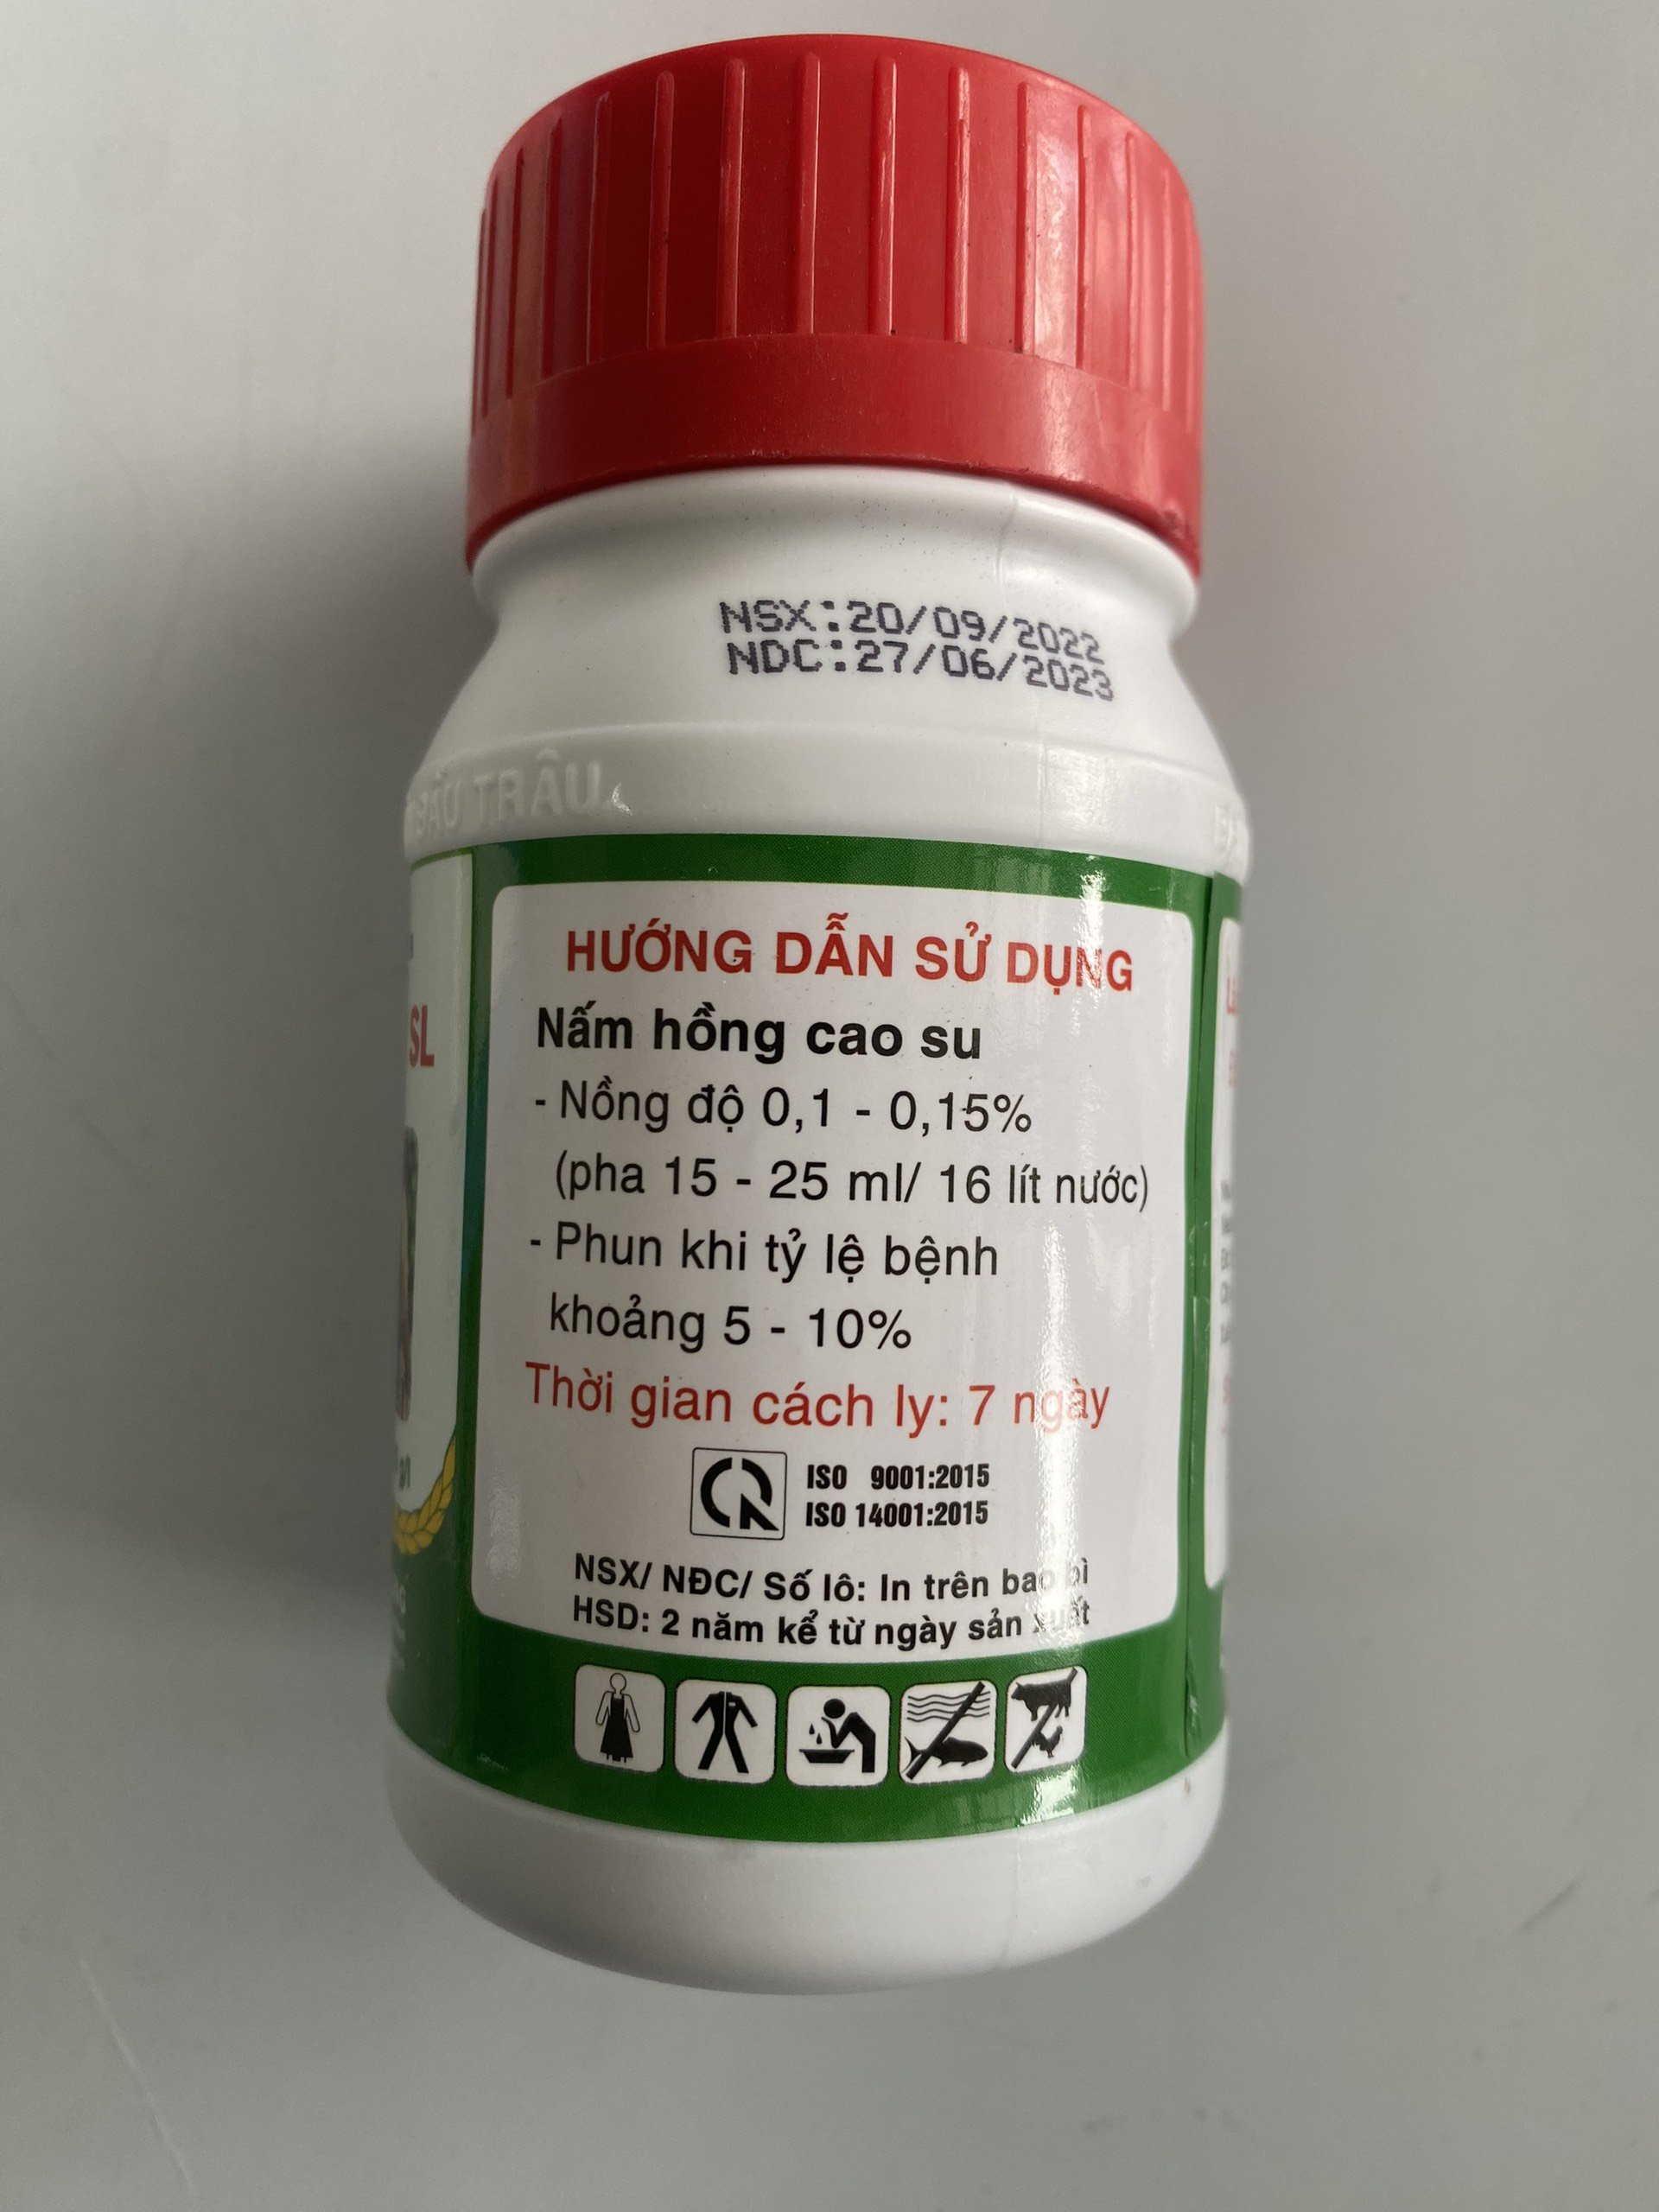 NSX:20/09/2022
NDC:27/06/2023
ĐẦU TRÂU
SL
HƯỚNG DẪN SỬ DỤNG
Nấm hồng cao su
- Nồng độ 0,1 - 0,15%
(pha 15 - 25 ml/ 16 lít nước)
- Phun khi tỷ lệ bệnh
khoảng 5 - 10%
Thời gian cách ly: 7 ngày
ISO 9001:2015
ISO 14001:2015
NSX/ NĐC/ Số lô: In trên bao bì
HSD: 2 năm kể từ ngày sản xuất